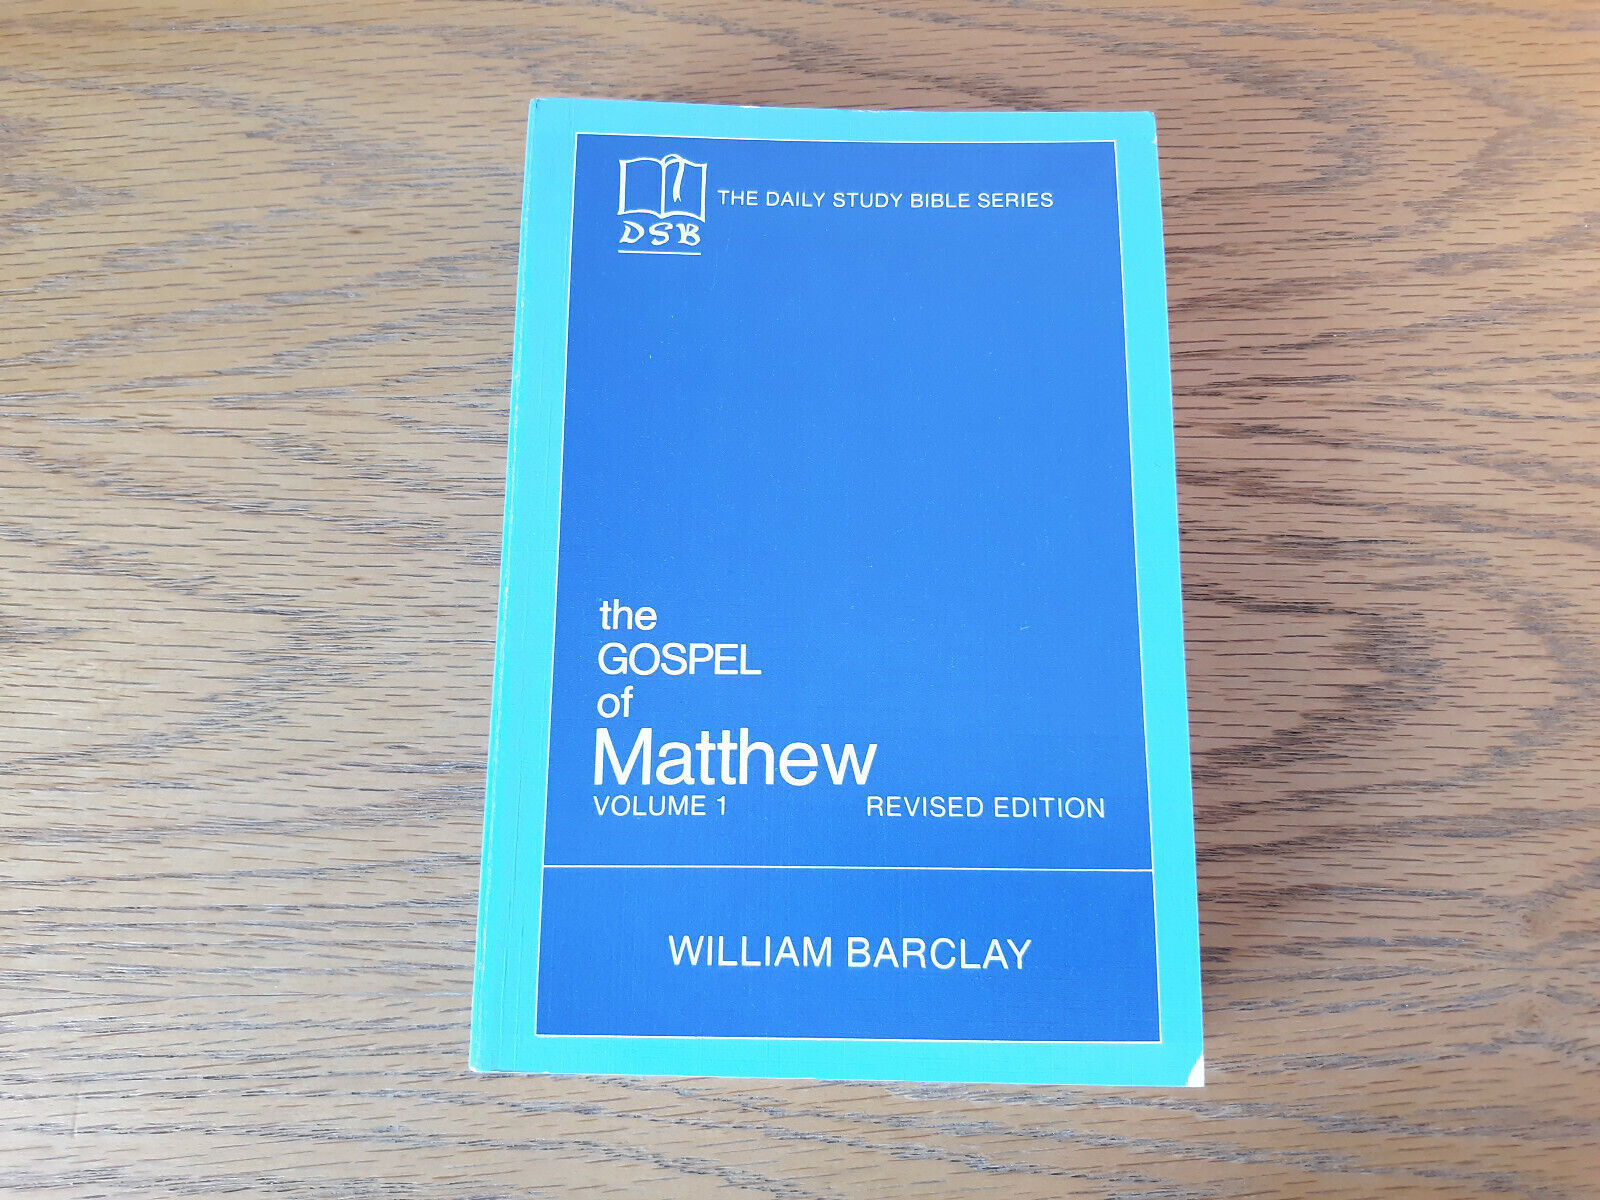 THE DAILY STUDY BIBLE SERIES
DSB
the
GOSPEL
of
Matthew
VOLUME 1 REVISED EDITION
WILLIAM BARCLAY